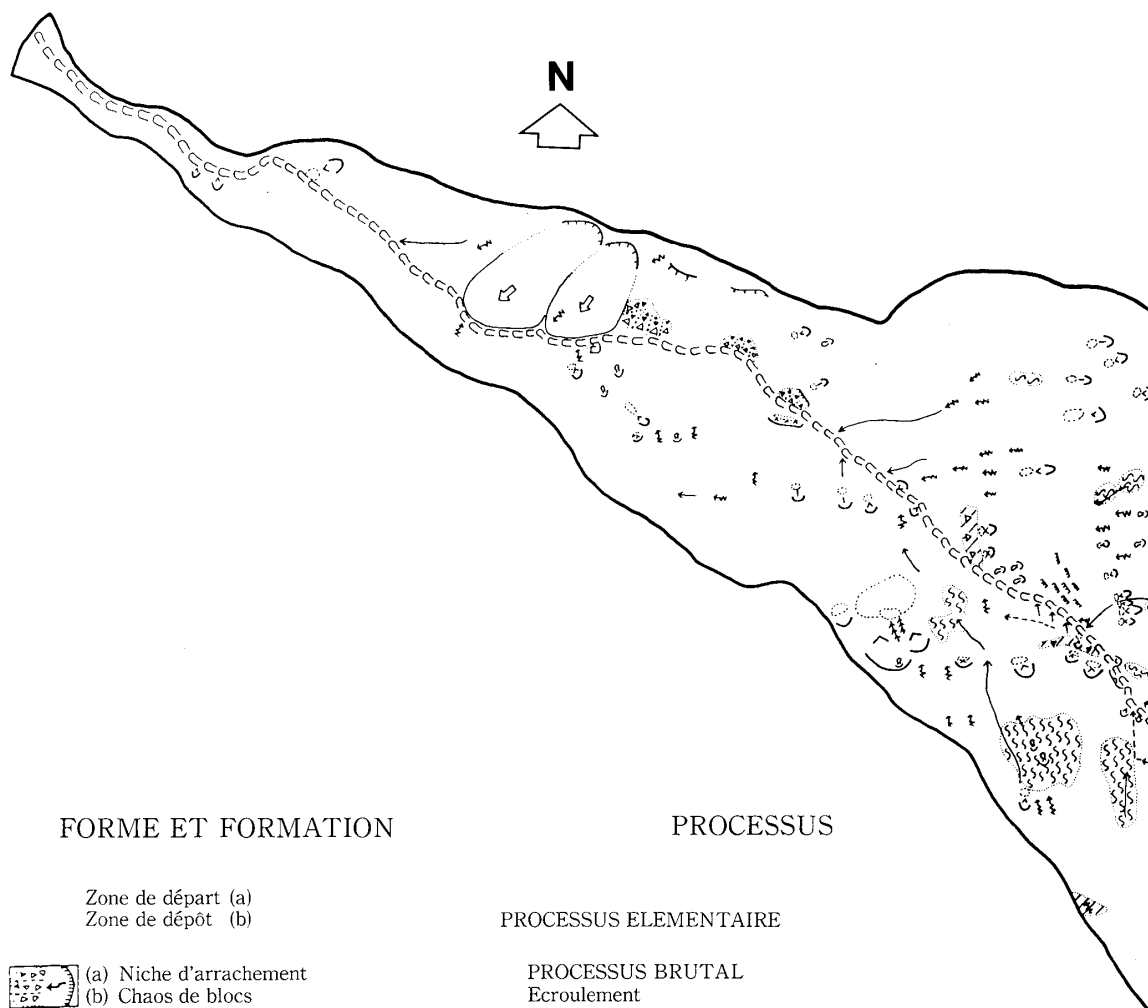 N
FORME ET FORMATION
PROCESSUS
Zone de départ (a)
Zone de dépôt (b)
PROCESSUS ELEMENTAIRE
(a) Niche d'arrachement
(b) Chaos de blocs
PROCESSUS BRUTAL
Ecroulement